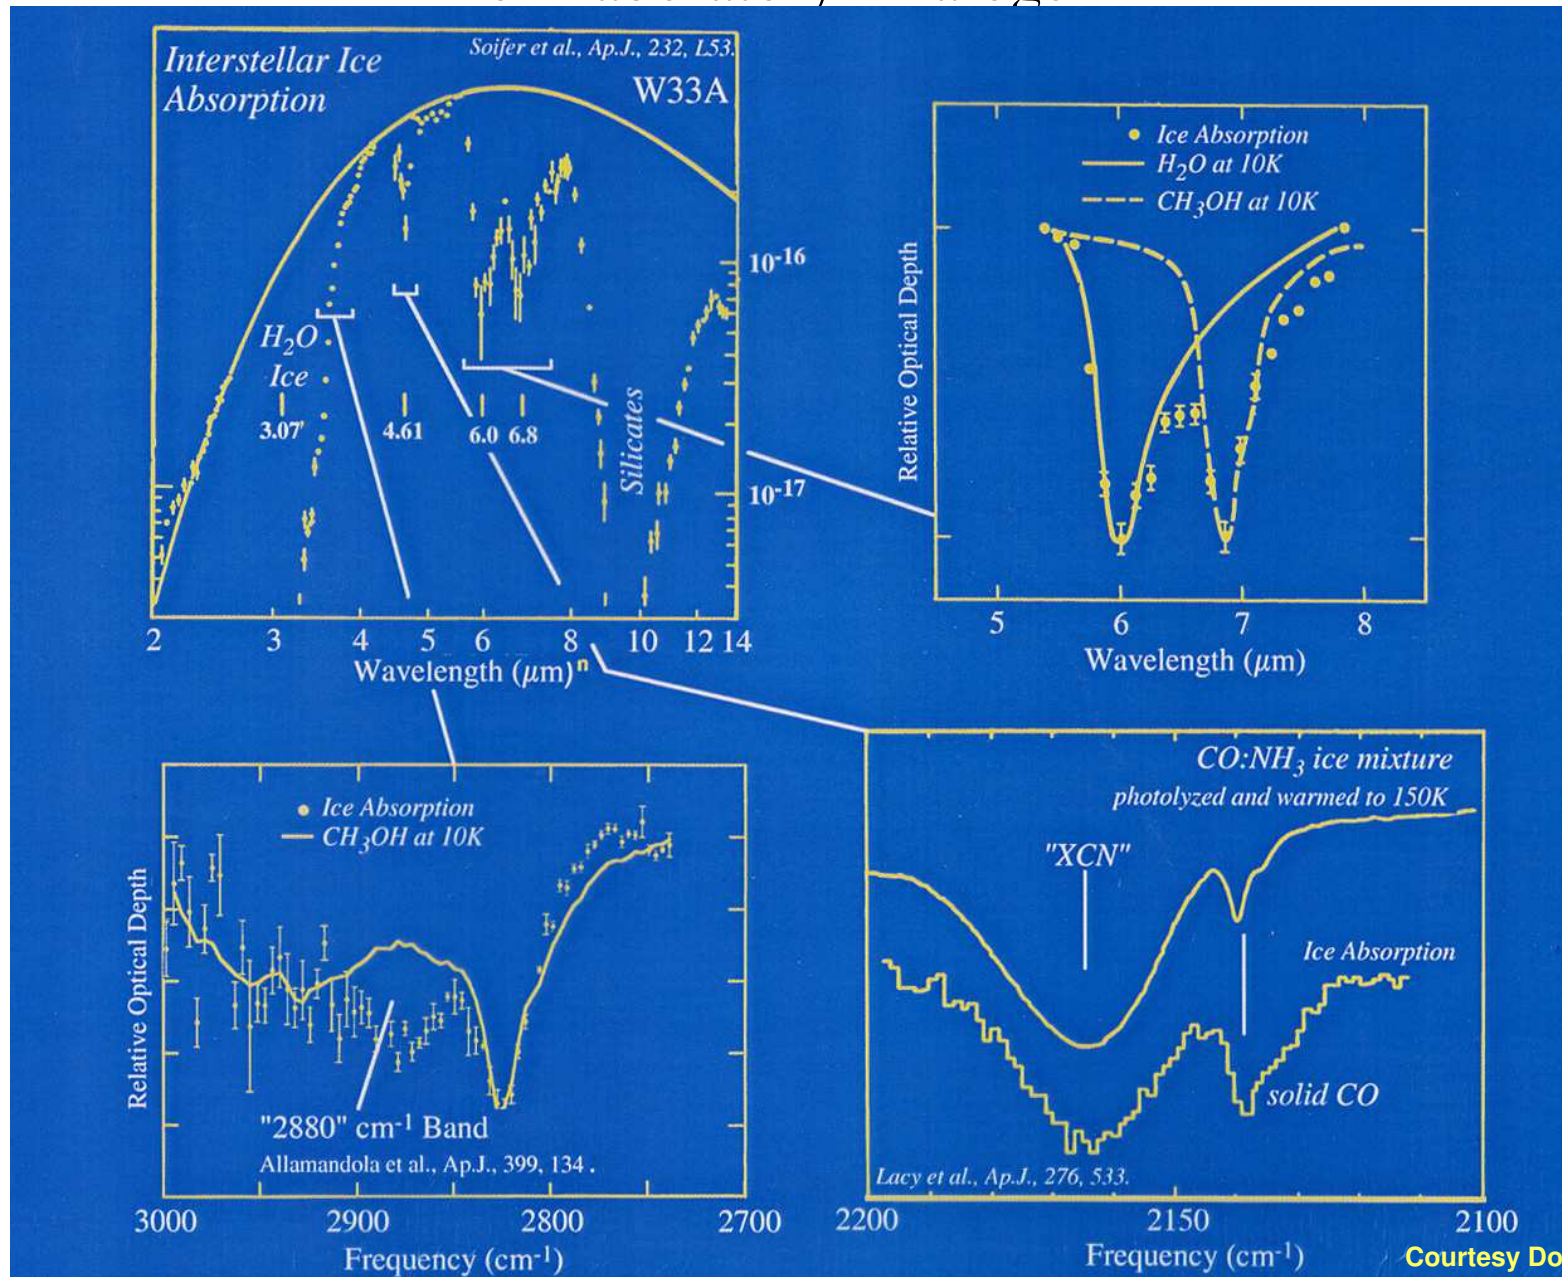 Interstellar Ice
Absorption
Soifer et al., Ap.J., 232, L53.
W33A
10-16
10-17
H2O
Ice
3.07'
4.61
6.0 6.8
Silicates
2 3 4 5 6 8 10 12 14
Wavelength (μm) n
Ice Absorption
H2O at 10K
CH3OH at 10K
Relative Optical Depth
5 6 7 8
Wavelength (μm)
Ice Absorption
CH3OH at 10K
Relative Optical Depth
"2880" cm-1 Band
Allamandola et al., Ap.J., 399, 134 .
3000 2900 2800 2700
Frequency (cm-1)
CO:NH3 ice mixture
photolyzed and warmed to 150K
"XCN"
Ice Absorption
solid CO
Lacy et al., Ap.J., 276, 533.
2200 2150 2100
Frequency (cm-1)
Courtesy Do